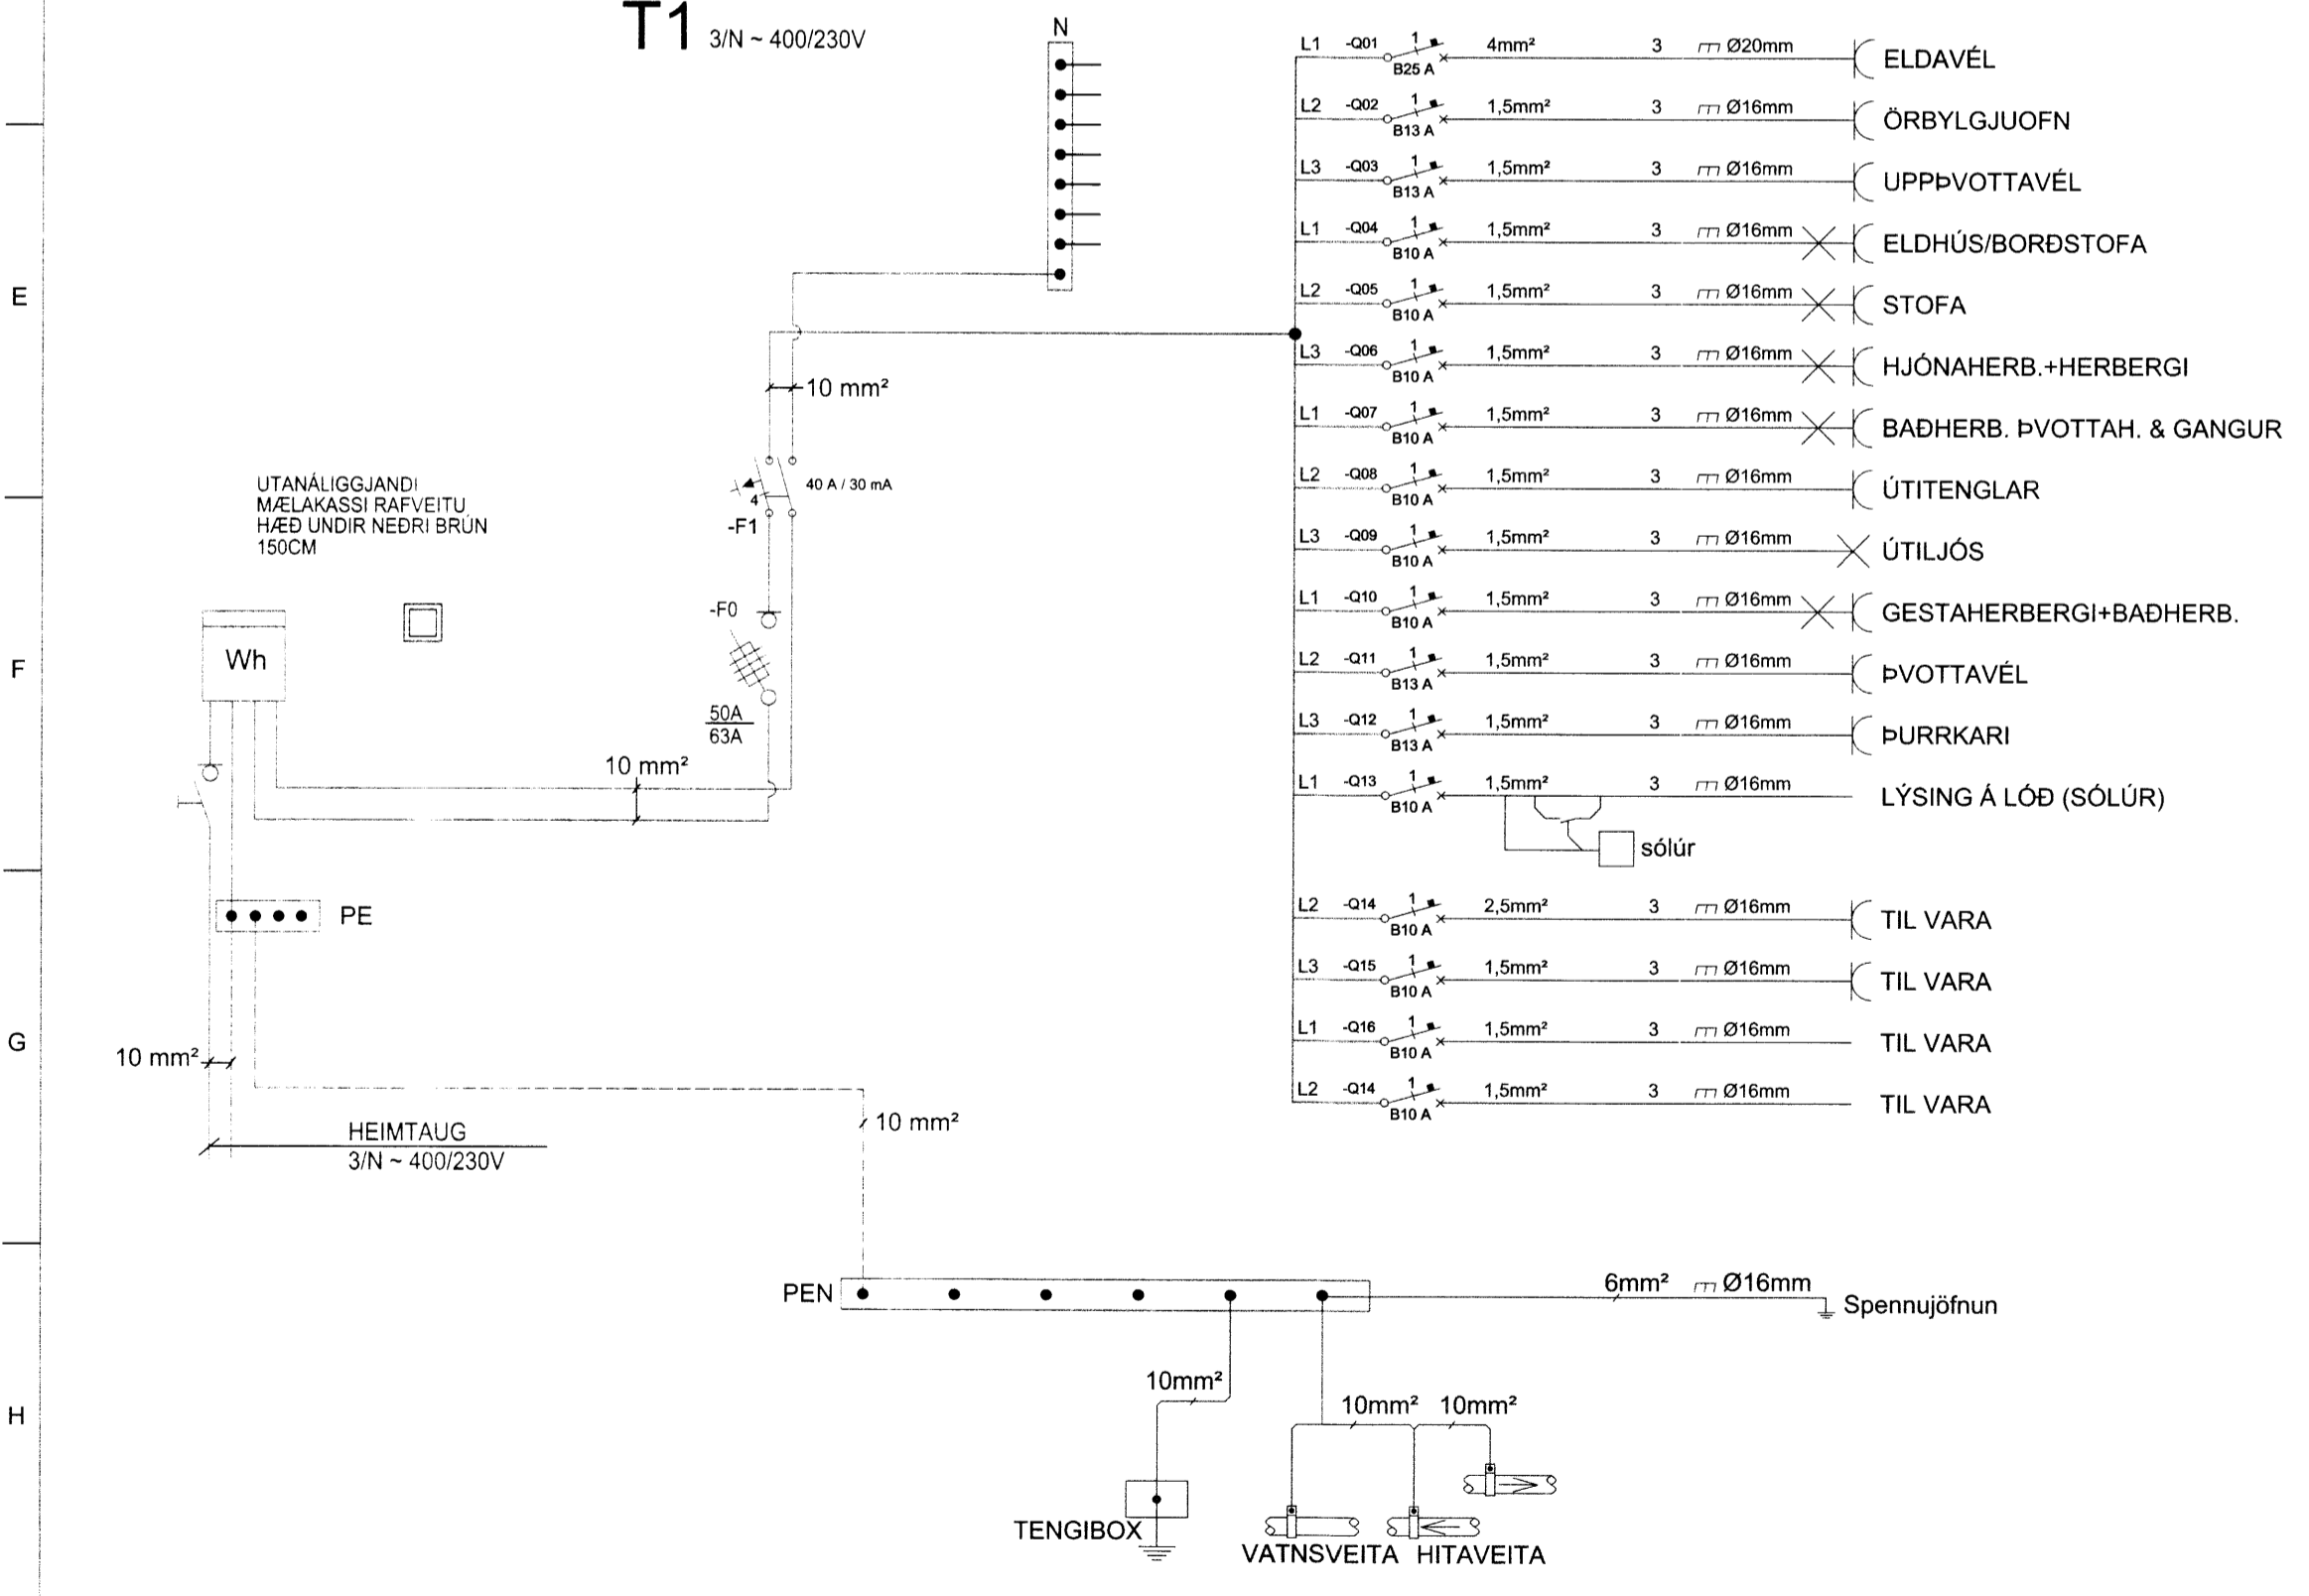 T1 3/N ~ 400/230V
N
L1 -Q01 1 B25 A 4mm² 3 Ø20mm ELDAVÉL
L2 -Q02 1 B13 A 1,5mm² 3 Ø16mm ÖRBYLGJUOFN
L3 -Q03 1 B13 A 1,5mm² 3 Ø16mm UPPÞVOTTAVÉL
L1 -Q04 1 B10 A 1,5mm² 3 Ø16mm ELDHÚS/BORÐSTOFA
L2 -Q05 1 B10 A 1,5mm² 3 Ø16mm STOFA
L3 -Q06 1 B10 A 1,5mm² 3 Ø16mm HJÓNAHERB.+HERBERGI
L1 -Q07 1 B10 A 1,5mm² 3 Ø16mm BAÐHERB. ÞVOTTAH. & GANGUR
L2 -Q08 1 B10 A 1,5mm² 3 Ø16mm ÚTITENGLAR
L3 -Q09 1 B10 A 1,5mm² 3 Ø16mm ÚTILJÓS
L1 -Q10 1 B10 A 1,5mm² 3 Ø16mm GESTAHERBERGI+BAÐHERB.
L2 -Q11 1 B13 A 1,5mm² 3 Ø16mm ÞVOTTAVÉL
L3 -Q12 1 B13 A 1,5mm² 3 Ø16mm ÞURRKARI
L1 -Q13 1 B10 A 1,5mm² 3 Ø16mm LÝSING Á LÓÐ (SÓLÚR)
sólúr
L2 -Q14 1 B10 A 2,5mm² 3 Ø16mm TIL VARA
L3 -Q15 1 B10 A 1,5mm² 3 Ø16mm TIL VARA
L1 -Q16 1 B10 A 1,5mm² 3 Ø16mm TIL VARA
L2 -Q14 1 B10 A 1,5mm² 3 Ø16mm TIL VARA
E
F
G
H
10 mm²
40 A / 30 mA
4
-F1
UTANÁLIGGJANDI
MÆLAKASSI RAFVEITU
HÆÐ UNDIR NEÐRI BRÚN
150CM
-F0
Wh
50A
63A
10 mm²
PE
10 mm²
10 mm²
HEIMTAUG
3/N ~ 400/230V
PEN
6mm² Ø16mm
Spennujöfnun
10mm²
10mm² 10mm²
TENGIBOX
VATNSVEITA HITAVEITA